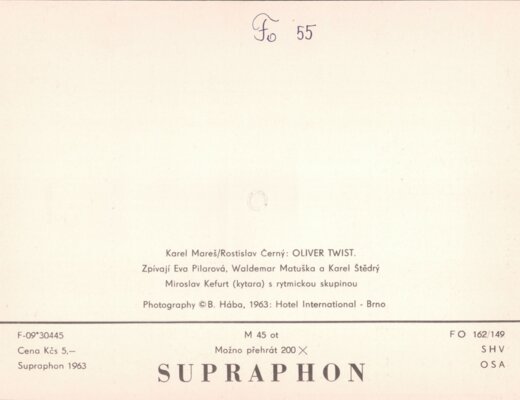 Fo 55
Karel Mareš/Rostislav Černý: OLIVER TWIST.
Zpívají Eva Pilarová, Waldemar Matuška a Karel Štědrý
Miroslav Kefurt (kytara) s rytmickou skupinou
Photography © B. Hába, 1963: Hotel International - Brno
F-09*30445 M 45 ot FO 162/149
Cena Kčs 5,— Možno přehrát 200 X SHV
Supraphon 1963 SUPRAPHON OSA